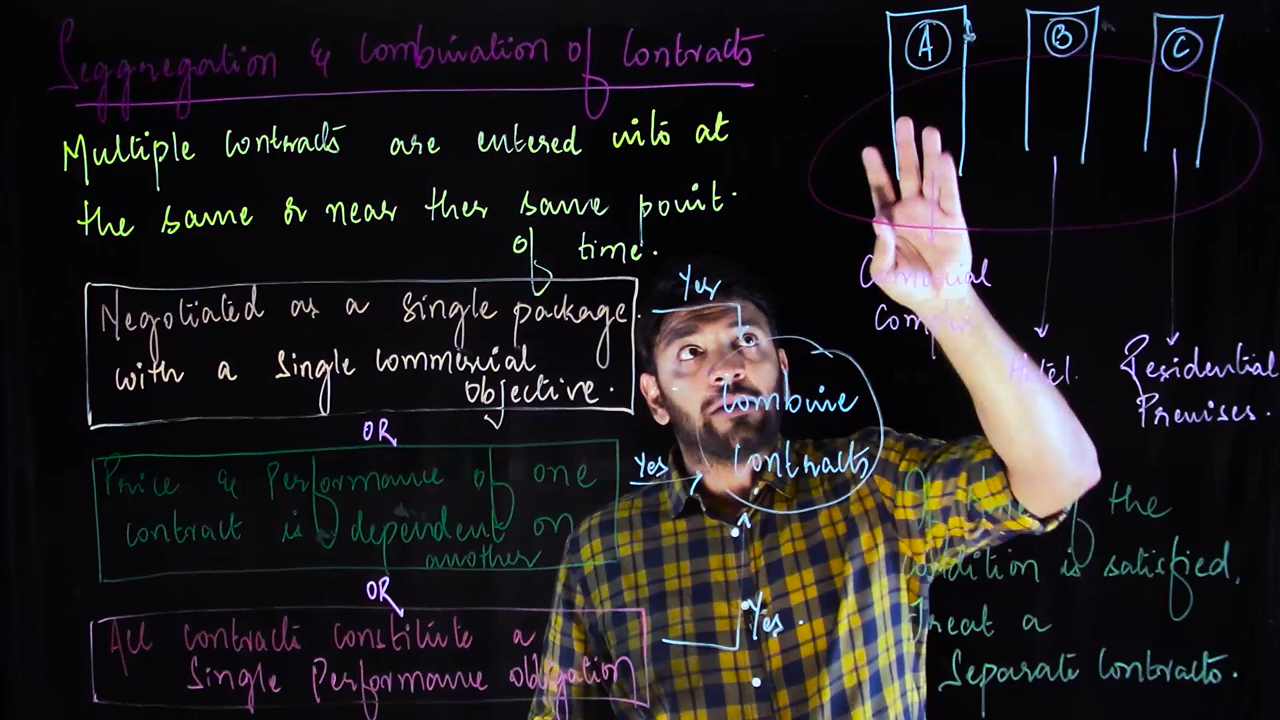 Seggregation & Combination of Contracts
Multiple contracts are entered into at
the same or near ther same point.
of time.
Negotiated as a single package.
with a single commercial
Objective.
OR
Price & Performance of one
contract is dependent on
another
OR
All contracts constitute a
Single Performance obligation
Yes
Yes
Yes.
Combine
Contracts
A
B
C
Commercial
Hotel.
Residential
Premises.
the
condition is satisfied.
Treat a
Separate Contracts.